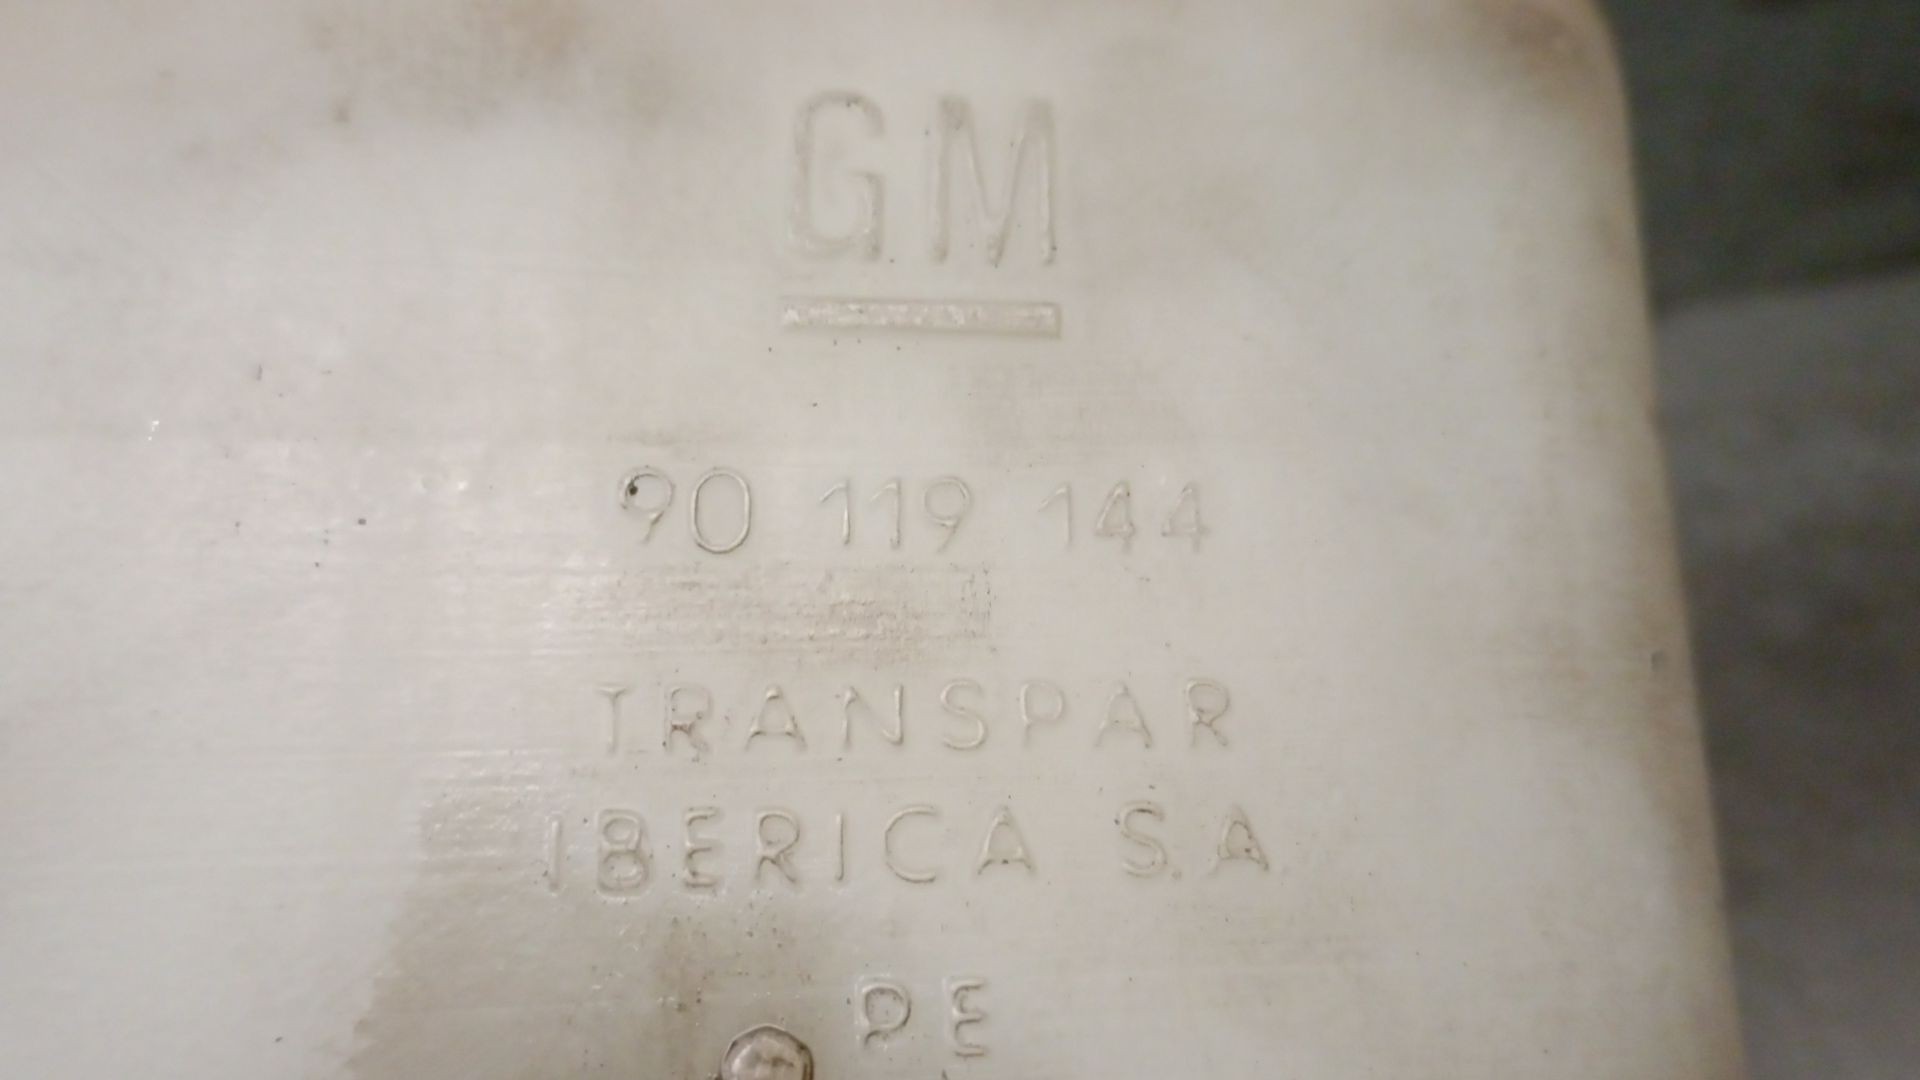 GM
90 119 144
TRANSPAR
IBERICA S.A
PE